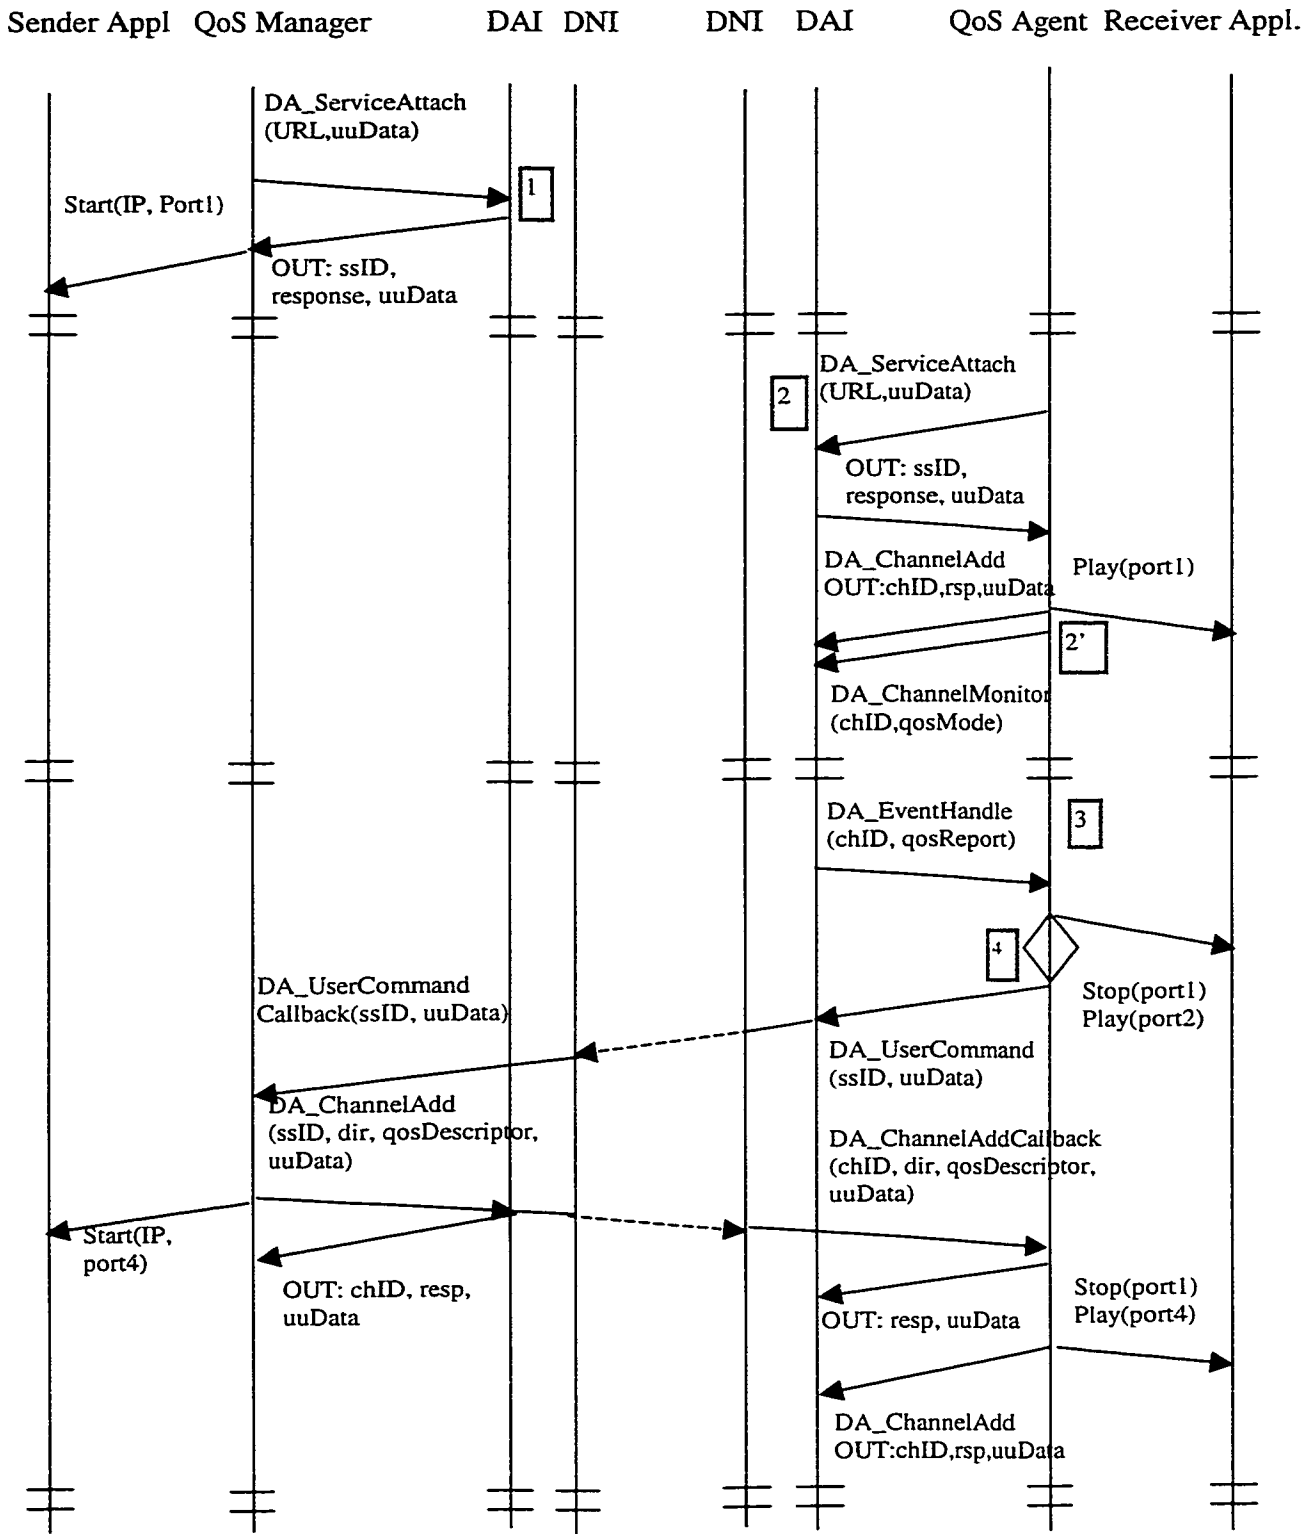 Sender Appl QoS Manager DAI DNI DNI DAI QoS Agent Receiver Appl.
DA_ServiceAttach
(URL,uuData)
1
Start(IP, Port1)
OUT: ssID,
response, uuData
DA_ServiceAttach
(URL,uuData)
2
OUT: ssID,
response, uuData
DA_ChannelAdd
OUT:chID,rsp,uuData
Play(port1)
2'
DA_ChannelMonitor
(chID,qosMode)
DA_EventHandle
(chID, qosReport)
3
4
DA_UserCommand
Callback(ssID, uuData)
Stop(port1)
Play(port2)
DA_UserCommand
(ssID, uuData)
DA_ChannelAdd
(ssID, dir, qosDescriptor,
uuData)
DA_ChannelAddCallback
(chID, dir, qosDescriptor,
uuData)
Start(IP,
port4)
OUT: chID, resp,
uuData
Stop(port1)
Play(port4)
OUT: resp, uuData
DA_ChannelAdd
OUT:chID,rsp,uuData